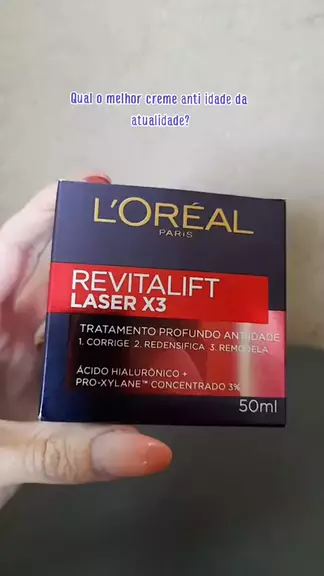 Qual o melhor creme anti idade da
atualidade?
L'ORÉAL
PARIS
REVITALIFT
LASER X3
TRATAMENTO PROFUNDO ANTIIDADE
1. CORRIGE 2. REDENSIFICA 3. REMODELA
ÁCIDO HIALURÔNICO +
PRO-XYLANE™ CONCENTRADO 3%
50ml